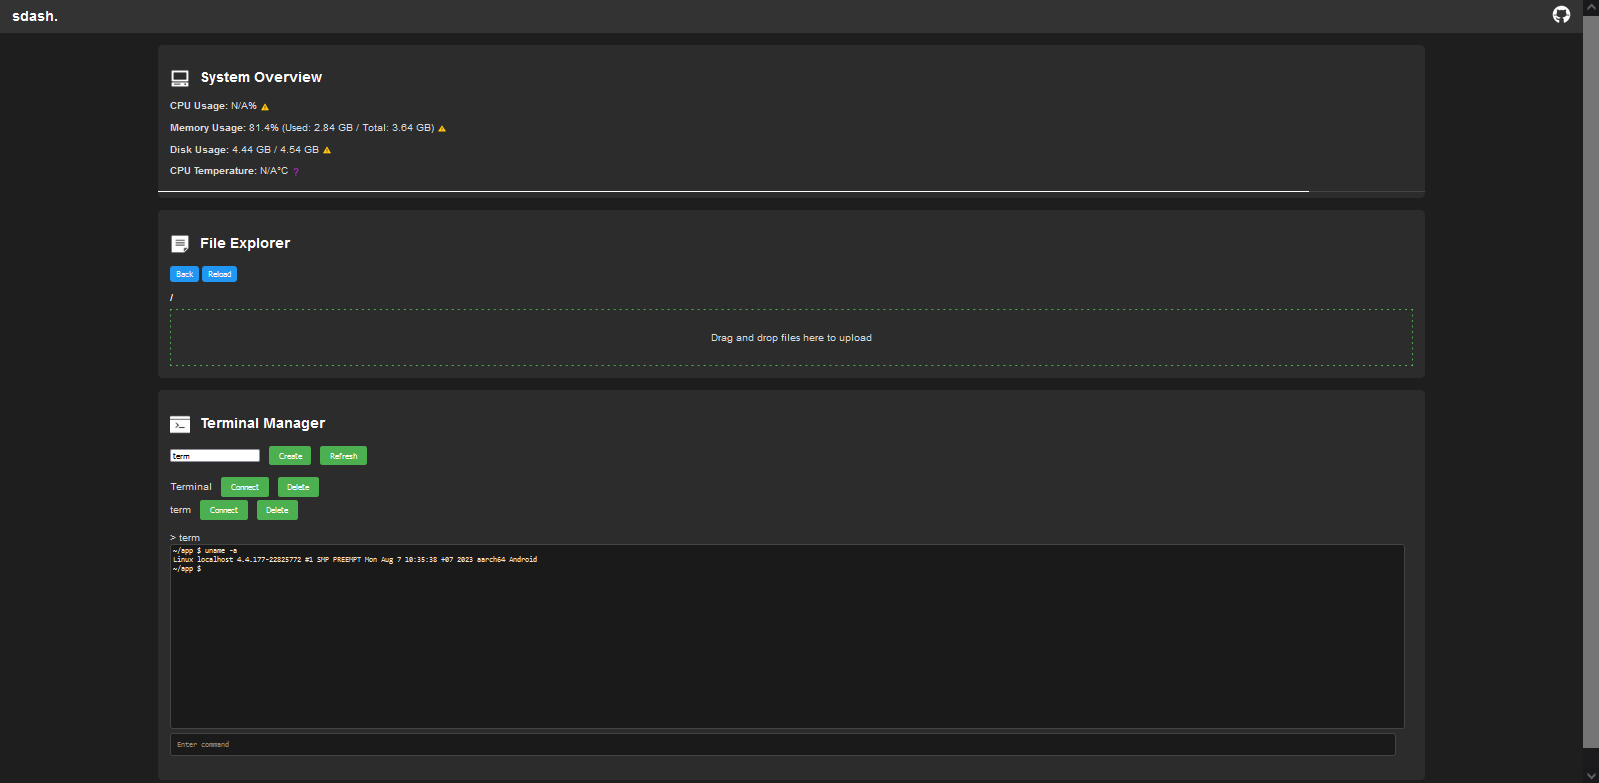 sdash.
System Overview
CPU Usage: N/A%
Memory Usage: 81.4% (Used: 2.84 GB / Total: 3.64 GB)
Disk Usage: 4.44 GB / 4.54 GB
CPU Temperature: N/A°C ?
File Explorer
Back Reload
/
Drag and drop files here to upload
Terminal Manager
term Create Refresh
Terminal Connect Delete
term Connect Delete
> term
~/app $ uname -a
Linux localhost 4.4.177-22825772 #1 SMP PREEMPT Mon Aug 7 10:35:38 +07 2023 aarch64 Android
~/app $
Enter command